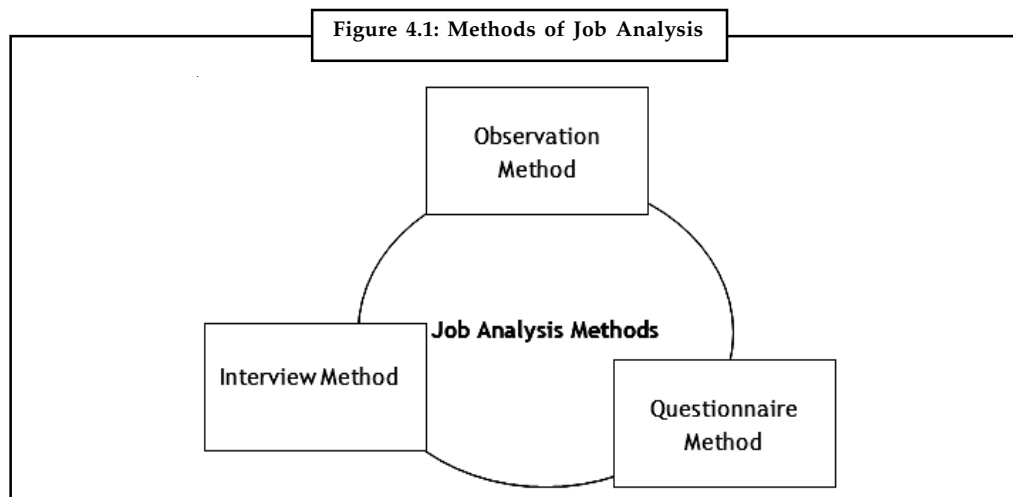 Figure 4.1: Methods of Job Analysis
Observation
Method
Job Analysis Methods
Interview Method
Questionnaire
Method